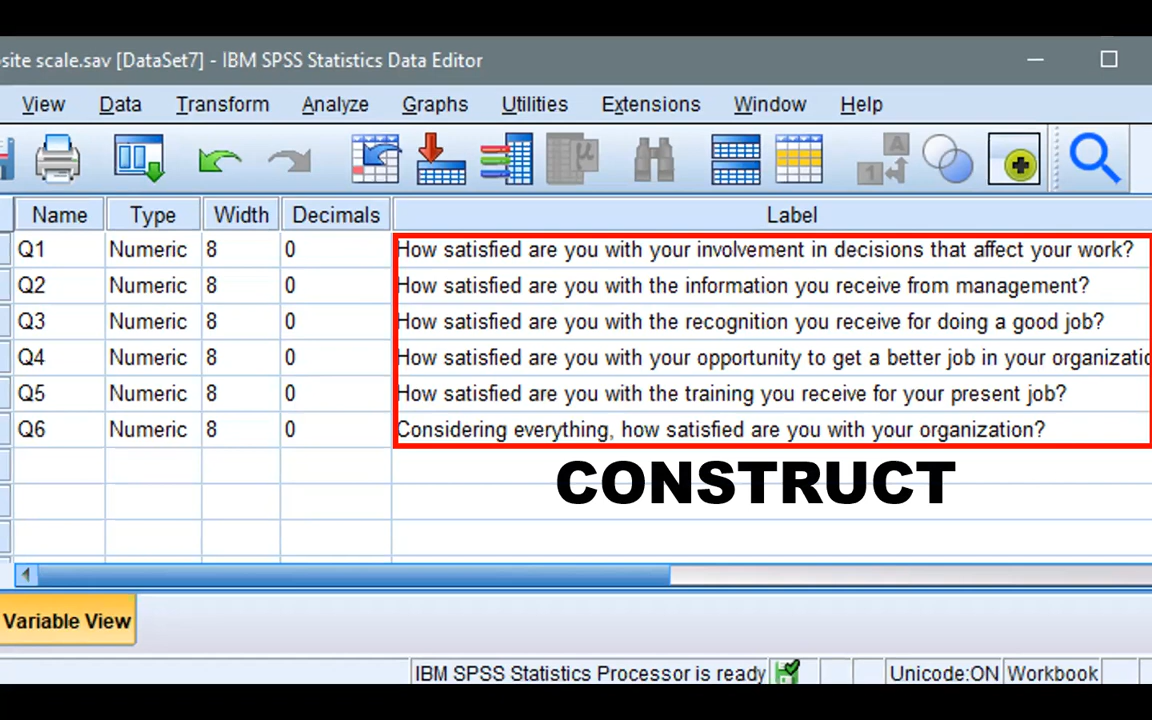 site scale.sav [DataSet7] - IBM SPSS Statistics Data Editor
View Data Transform Analyze Graphs Utilities Extensions Window Help
Name Type Width Decimals Label
Q1 Numeric 8 0 How satisfied are you with your involvement in decisions that affect your work?
Q2 Numeric 8 0 How satisfied are you with the information you receive from management?
Q3 Numeric 8 0 How satisfied are you with the recognition you receive for doing a good job?
Q4 Numeric 8 0 How satisfied are you with your opportunity to get a better job in your organizatio
Q5 Numeric 8 0 How satisfied are you with the training you receive for your present job?
Q6 Numeric 8 0 Considering everything, how satisfied are you with your organization?
CONSTRUCT
Variable View
IBM SPSS Statistics Processor is ready Unicode:ON Workbook